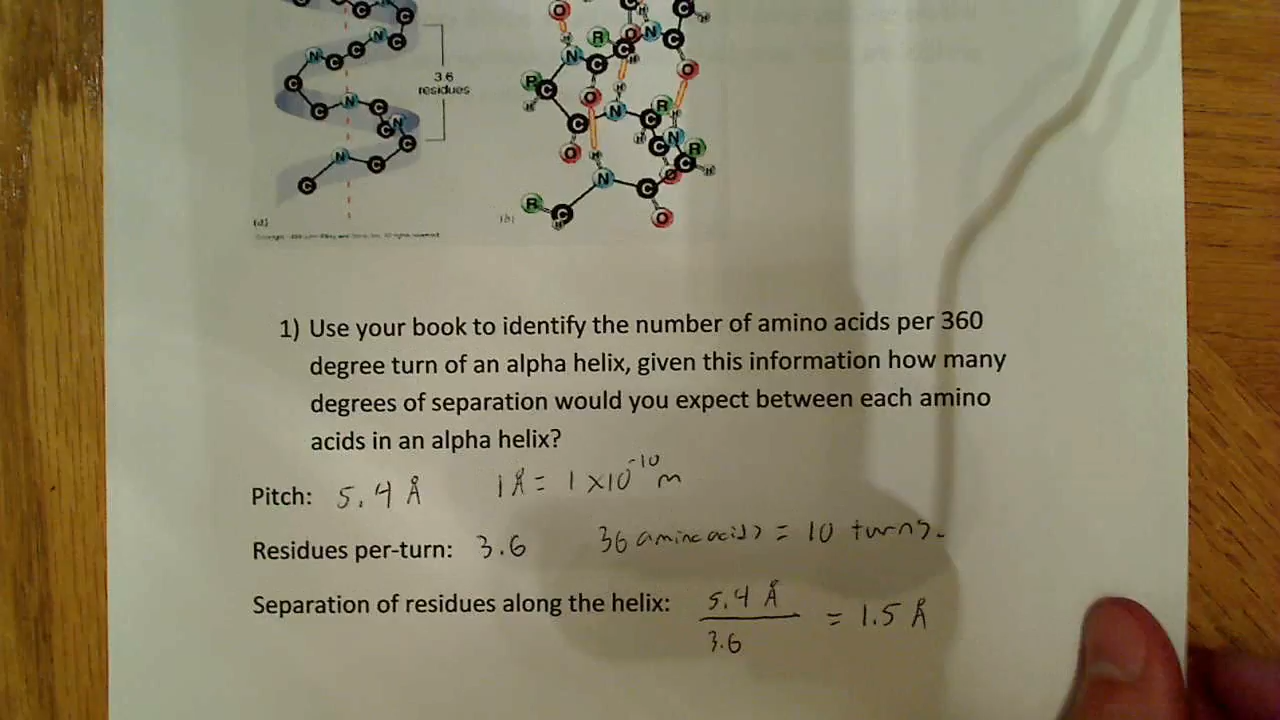 3.6
residues
(d)
(b)
1) Use your book to identify the number of amino acids per 360
degree turn of an alpha helix, given this information how many
degrees of separation would you expect between each amino
acids in an alpha helix?
Pitch: 5.4 Å 1 Å = 1 x10⁻¹⁰ m
Residues per-turn: 3.6 36 amino acids = 10 turns.
Separation of residues along the helix: 5.4 Å / 3.6 = 1.5 Å